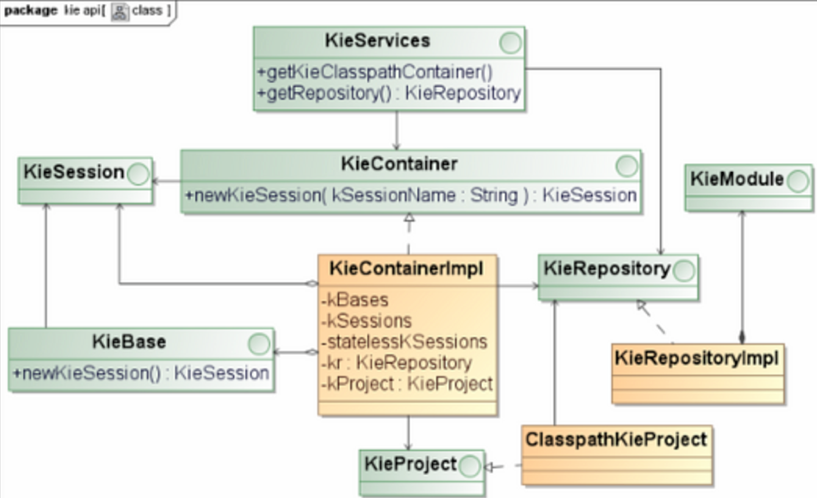 package kie api[ class ]
KieServices
+getKieClasspathContainer()
+getRepository() : KieRepository
KieContainer
+newKieSession( kSessionName : String ) : KieSession
KieSession
KieModule
KieContainerImpl
-kBases
-kSessions
-statelessKSessions
-kr : KieRepository
-kProject : KieProject
KieRepository
KieBase
+newKieSession() : KieSession
KieRepositoryImpl
ClasspathKieProject
KieProject